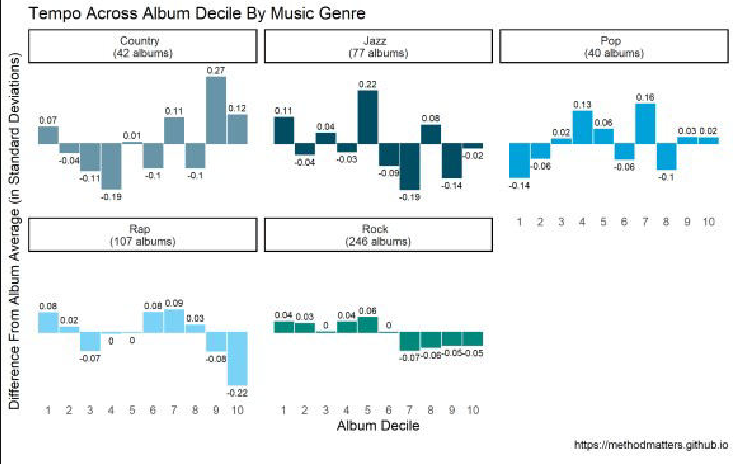 Tempo Across Album Decile By Music Genre
Difference From Album Average (in Standard Deviations)
Country
(42 albums)
0.07
-0.04
-0.11
-0.19
0.01
-0.1
0.11
-0.1
0.27
0.12
Jazz
(77 albums)
0.11
-0.04
0.04
-0.03
0.22
-0.09
-0.19
0.08
-0.14
-0.02
Pop
(40 albums)
-0.14
-0.06
0.02
0.13
0.06
-0.06
0.16
-0.1
0.03
0.02
1 2 3 4 5 6 7 8 9 10
Rap
(107 albums)
0.08
0.02
-0.07
0
0
0.08
0.09
0.03
-0.08
-0.22
1 2 3 4 5 6 7 8 9 10
Rock
(246 albums)
0.04
0.03
0
0.04
0.06
0
-0.07
-0.06
-0.05
-0.05
1 2 3 4 5 6 7 8 9 10
Album Decile
https://methodmatters.github.io